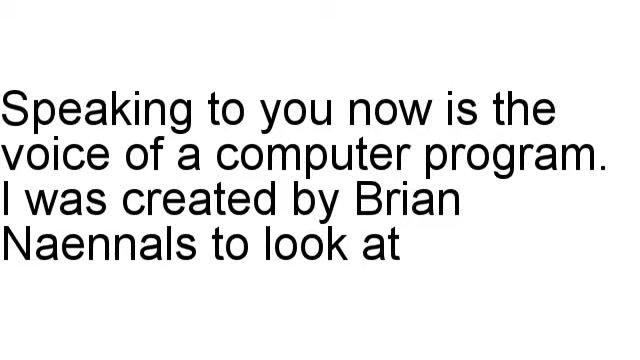 Speaking to you now is the
voice of a computer program.
I was created by Brian
Naennals to look at